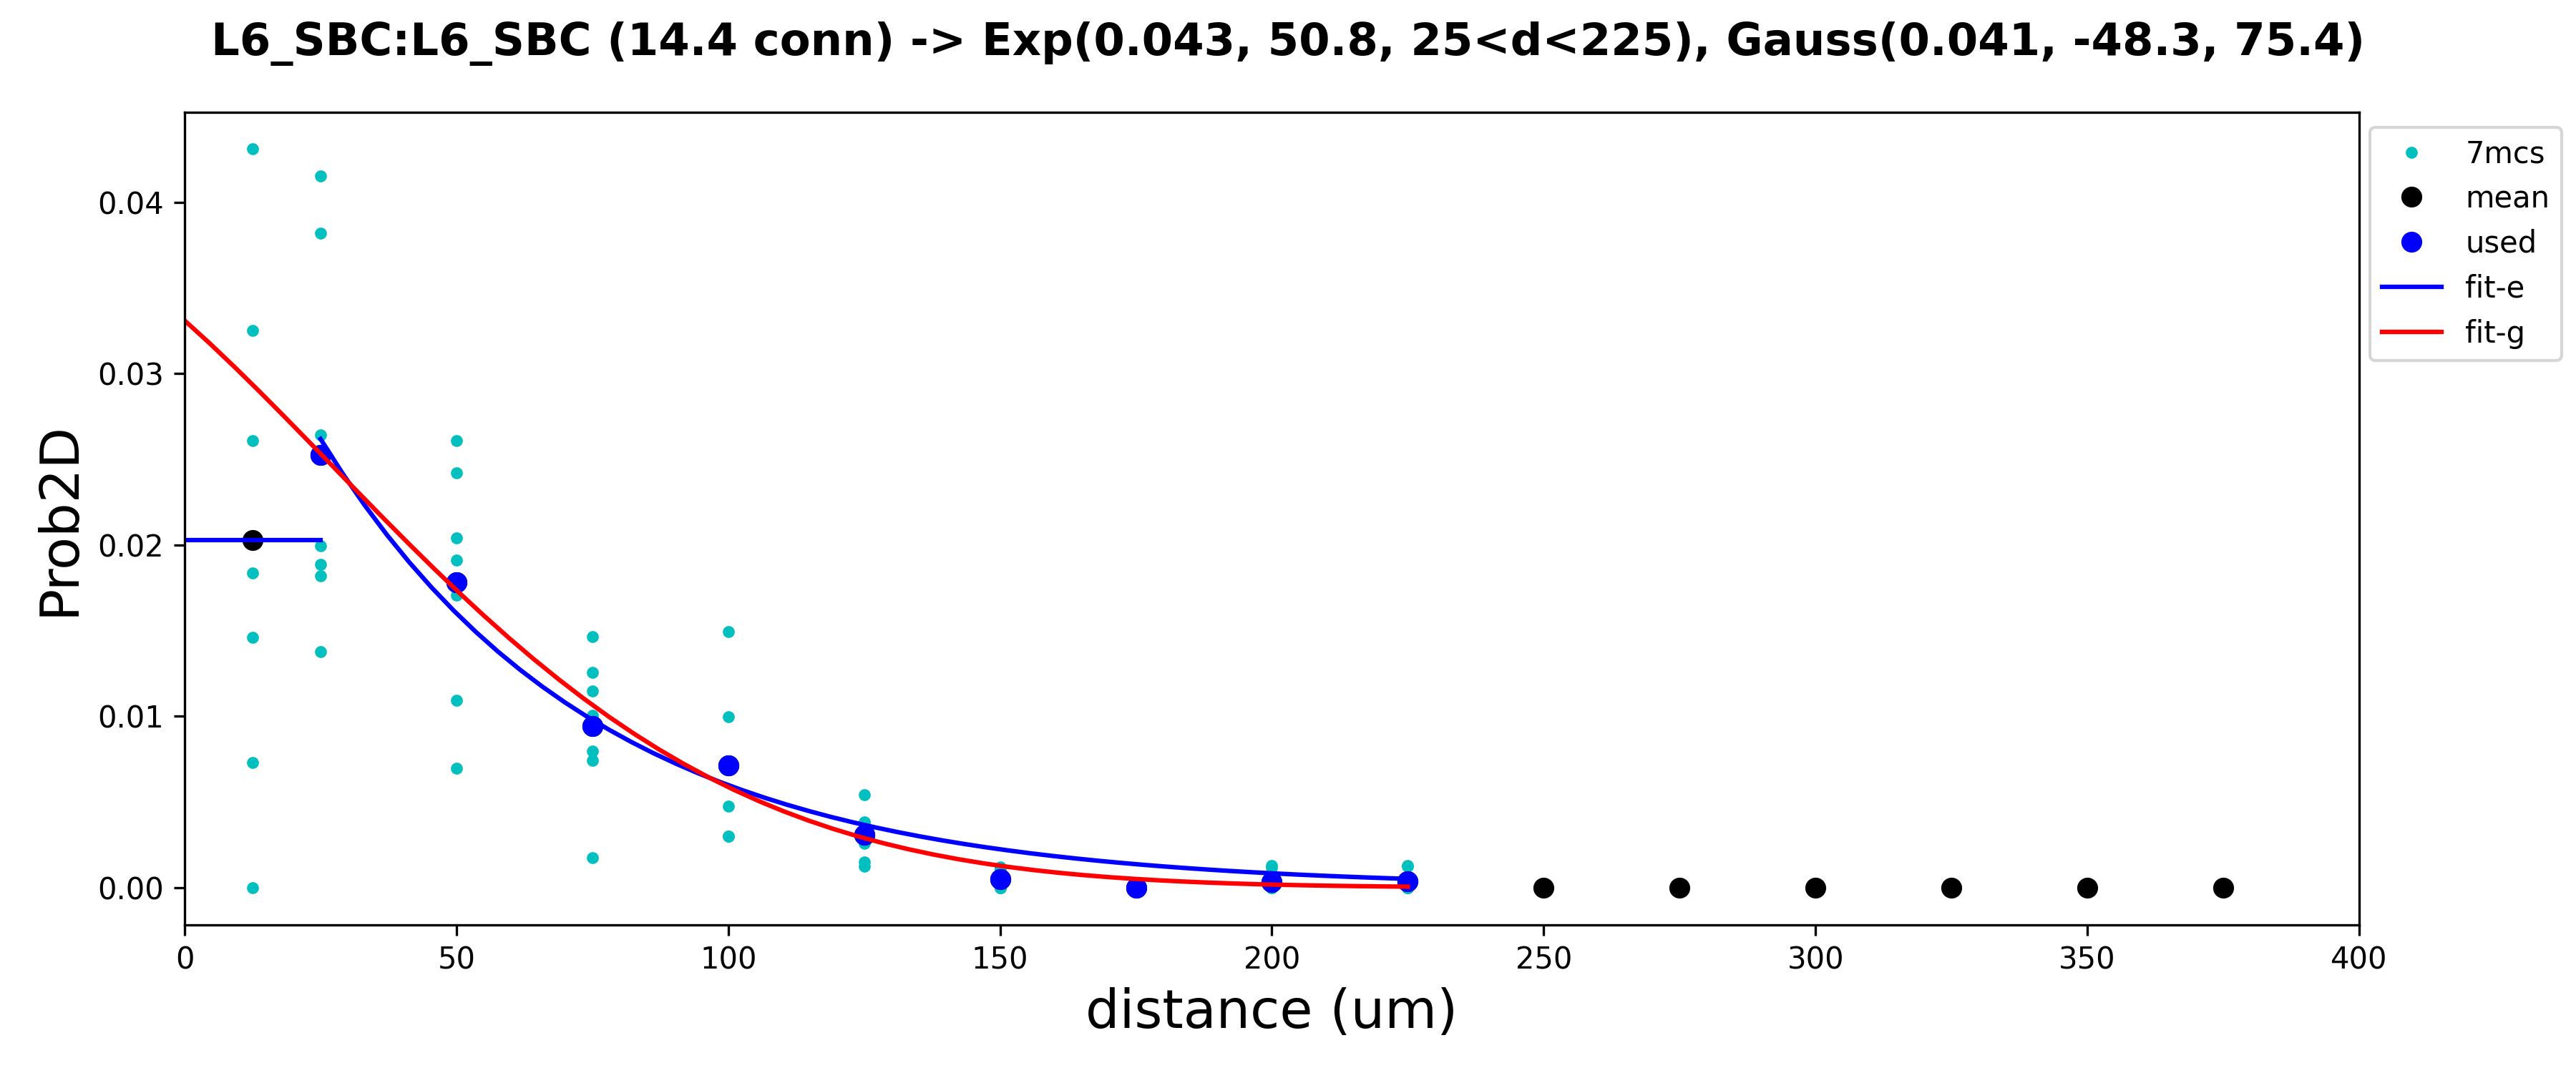 L6_SBC:L6_SBC (14.4 conn) -> Exp(0.043, 50.8, 25<d<225), Gauss(0.041, -48.3, 75.4)
7mcs
mean
used
fit-e
fit-g
Prob2D
0.04
0.03
0.02
0.01
0.00
0 50 100 150 200 250 300 350 400
distance (um)